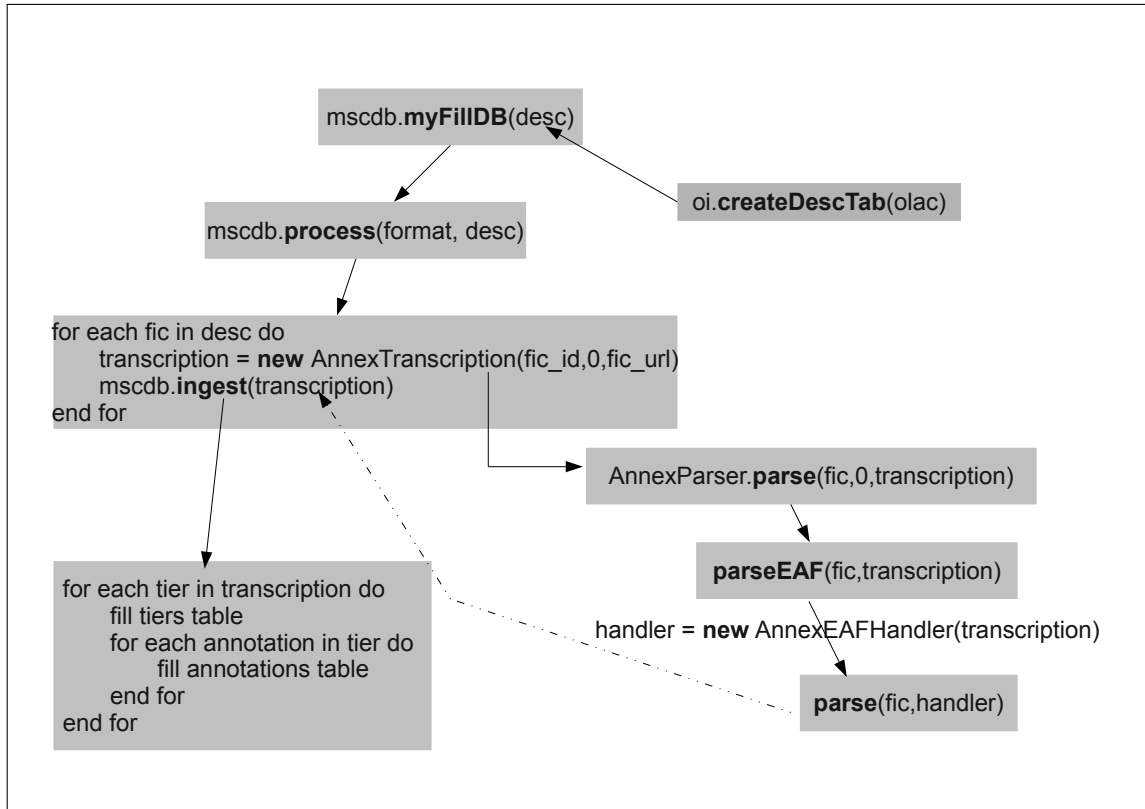 mscdb.myFillDB(desc)
oi.createDescTab(olac)
mscdb.process(format, desc)
for each fic in desc do
transcription = new AnnexTranscription(fic_id,0,fic_url)
mscdb.ingest(transcription)
end for
AnnexParser.parse(fic,0,transcription)
parseEAF(fic,transcription)
handler = new AnnexEAFHandler(transcription)
parse(fic,handler)
for each tier in transcription do
fill tiers table
for each annotation in tier do
fill annotations table
end for
end for